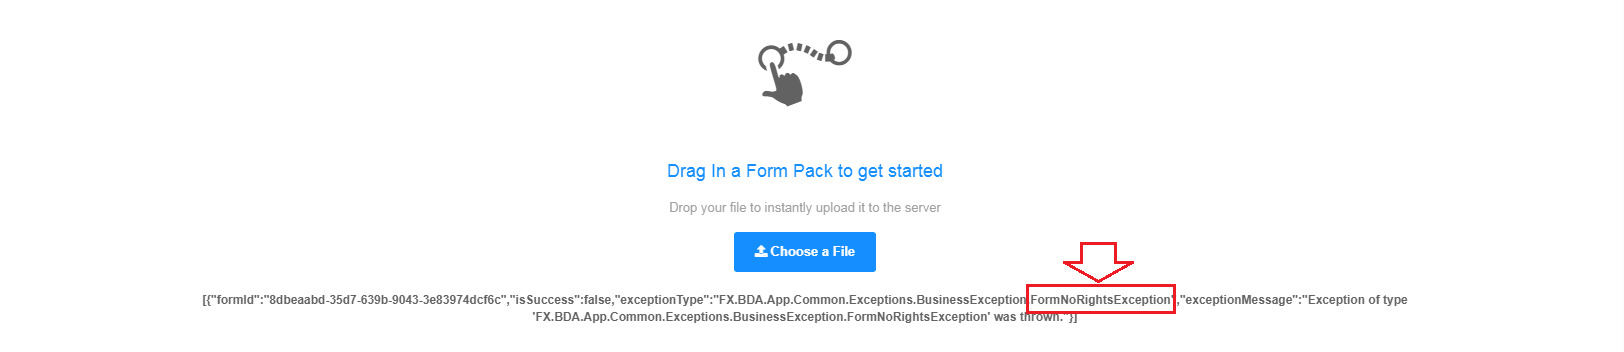 Drag In a Form Pack to get started
Drop your file to instantly upload it to the server
Choose a File
[{"formId":"8dbeaabd-35d7-639b-9043-3e83974dcf6c","isSuccess":false,"exceptionType":"FX.BDA.App.Common.Exceptions.BusinessException.FormNoRightsException","exceptionMessage":"Exception of type
'FX.BDA.App.Common.Exceptions.BusinessException.FormNoRightsException' was thrown."}]